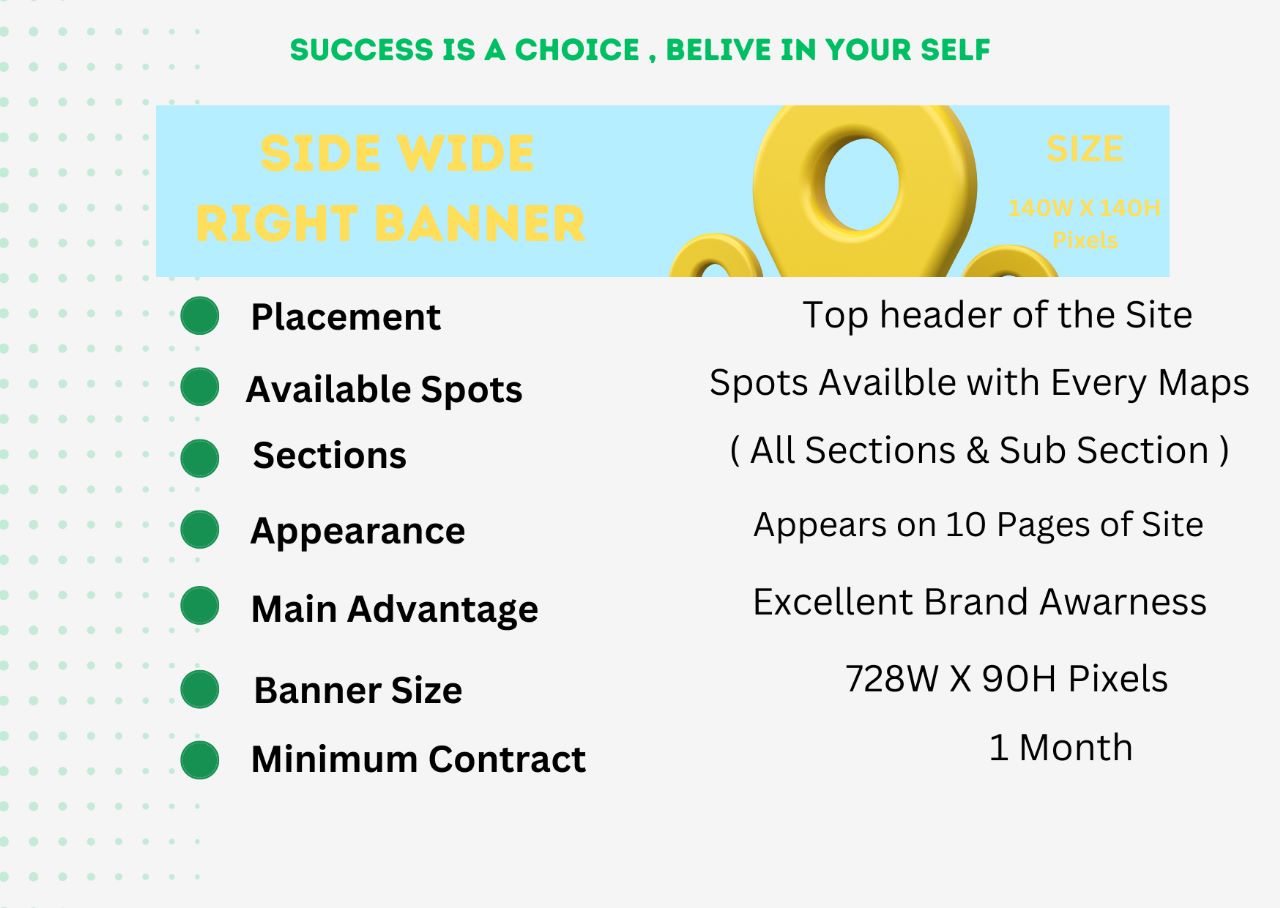 SUCCESS IS A CHOICE , BELIVE IN YOUR SELF
SIDE WIDE
RIGHT BANNER
SIZE
140W X 140H
Pixels
Placement
Top header of the Site
Available Spots
Spots Availble with Every Maps
Sections
( All Sections & Sub Section )
Appearance
Appears on 10 Pages of Site
Main Advantage
Excellent Brand Awarness
Banner Size
728W X 90H Pixels
Minimum Contract
1 Month